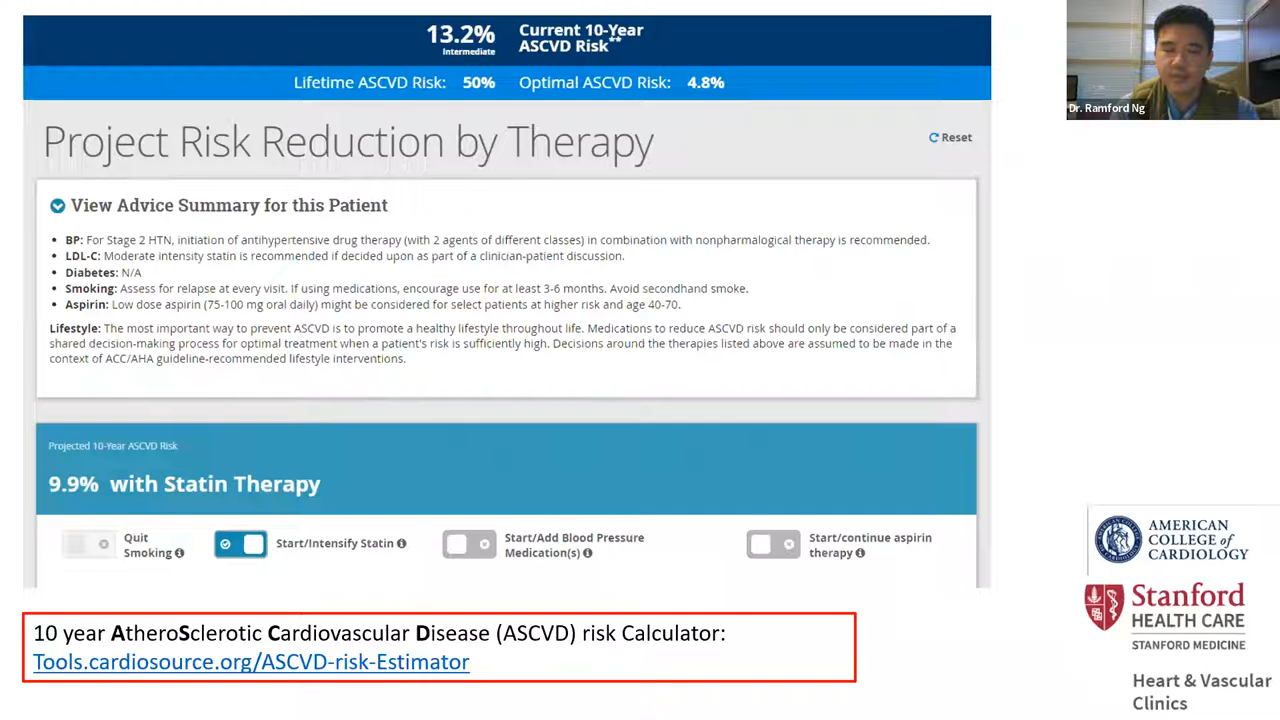 13.2%
Intermediate
Current 10-Year
ASCVD Risk**
Lifetime ASCVD Risk: 50% Optimal ASCVD Risk: 4.8%
Project Risk Reduction by Therapy
Reset
View Advice Summary for this Patient
• BP: For Stage 2 HTN, initiation of antihypertensive drug therapy (with 2 agents of different classes) in combination with nonpharmalogical therapy is recommended.
• LDL-C: Moderate intensity statin is recommended if decided upon as part of a clinician-patient discussion.
• Diabetes: N/A
• Smoking: Assess for relapse at every visit. If using medications, encourage use for at least 3-6 months. Avoid secondhand smoke.
• Aspirin: Low dose aspirin (75-100 mg oral daily) might be considered for select patients at higher risk and age 40-70.
Lifestyle: The most important way to prevent ASCVD is to promote a healthy lifestyle throughout life. Medications to reduce ASCVD risk should only be considered part of a
shared decision-making process for optimal treatment when a patient's risk is sufficiently high. Decisions around the therapies listed above are assumed to be made in the
context of ACC/AHA guideline-recommended lifestyle interventions.
Projected 10-Year ASCVD Risk
9.9% with Statin Therapy
Quit
Smoking
Start/Intensify Statin
Start/Add Blood Pressure
Medication(s)
Start/continue aspirin
therapy
10 year AtheroSclerotic Cardiovascular Disease (ASCVD) risk Calculator:
Tools.cardiosource.org/ASCVD-risk-Estimator
Dr. Ramford Ng
AMERICAN
COLLEGE of
CARDIOLOGY
Stanford
HEALTH CARE
STANFORD MEDICINE
Heart & Vascular
Clinics